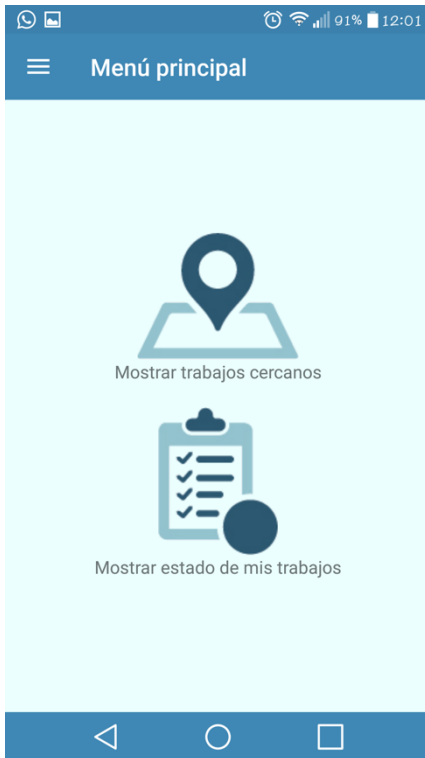 91% 12:01
Menú principal
Mostrar trabajos cercanos
Mostrar estado de mis trabajos